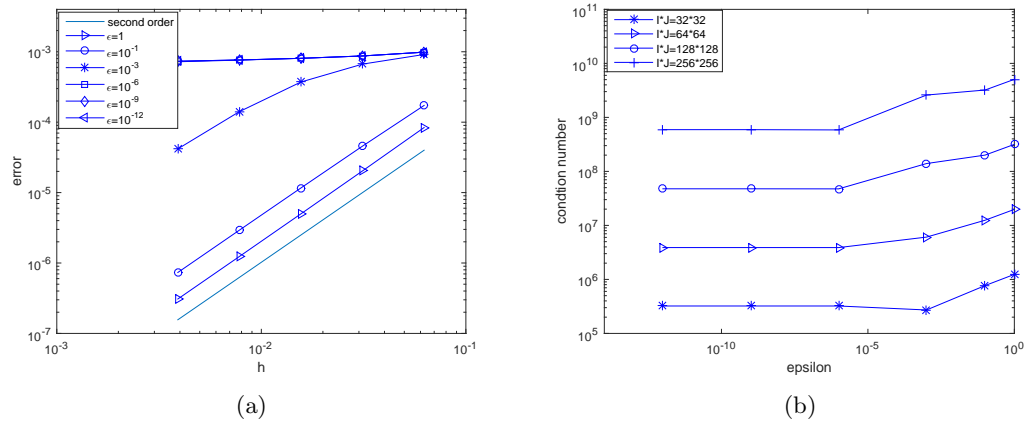 second order
ϵ=1
ϵ=10⁻¹
ϵ=10⁻³
ϵ=10⁻⁶
ϵ=10⁻⁹
ϵ=10⁻¹²
10⁻³
10⁻⁴
10⁻⁵
10⁻⁶
10⁻⁷
error
10⁻³
10⁻²
10⁻¹
h
(a)
I*J=32*32
I*J=64*64
I*J=128*128
I*J=256*256
10¹¹
10¹⁰
10⁹
10⁸
10⁷
10⁶
10⁵
condtion number
10⁻¹⁰
10⁻⁵
10⁰
epsilon
(b)